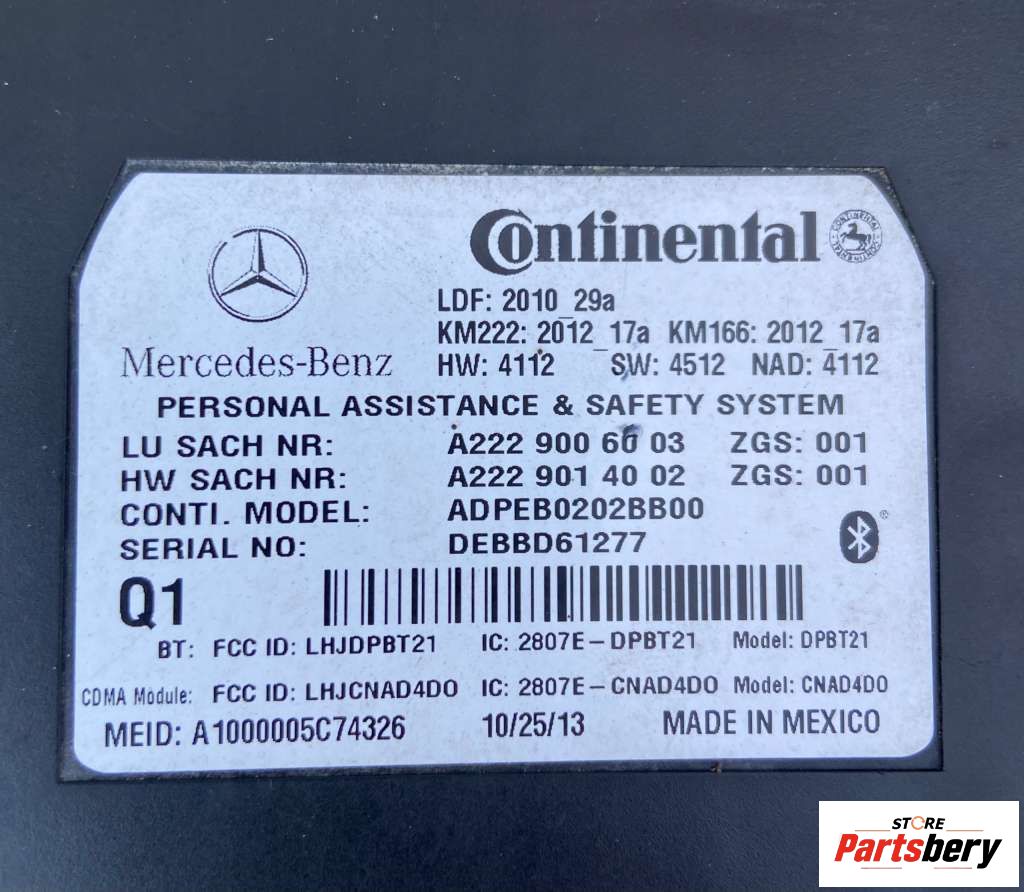 Continental
CONTINENTAL
CONTINENTAL
LDF: 2010_29a
KM222: 2012_17a KM166: 2012_17a
Mercedes-Benz
HW: 4112 SW: 4512 NAD: 4112
PERSONAL ASSISTANCE & SAFETY SYSTEM
LU SACH NR: A222 900 60 03 ZGS: 001
HW SACH NR: A222 901 40 02 ZGS: 001
CONTI. MODEL: ADPEB0202BB00
SERIAL NO: DEBBD61277
®
Q1
BT: FCC ID: LHJDPBT21 IC: 2807E-DPBT21 Model: DPBT21
CDMA Module: FCC ID: LHJCNAD4DO IC: 2807E-CNAD4DO Model: CNAD4DO
MEID: A1000005C74326 10/25/13 MADE IN MEXICO
STORE
Partsbery